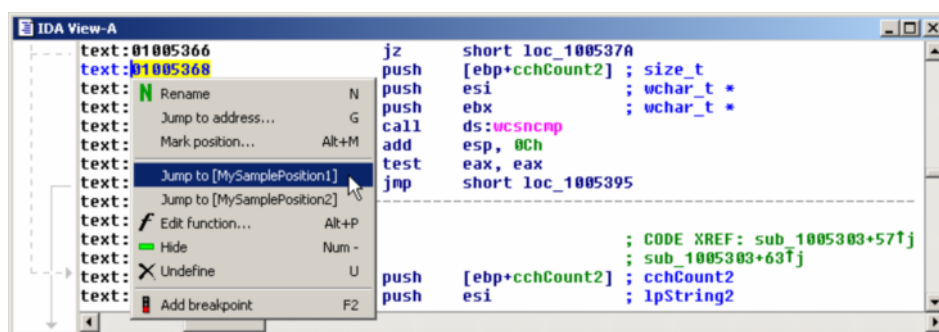 IDA View-A
text:01005366 jz short loc_100537A
text:01005368 push [ebp+cchCount2] ; size_t
text: push esi ; wchar_t *
text: push ebx ; wchar_t *
text: call ds:wcsncmp
text: add esp, 0Ch
text: test eax, eax
text: jmp short loc_1005395
text: ---------------------------------------------------------------
text:
text: ; CODE XREF: sub_1005303+57↑j
text: ; sub_1005303+63↑j
text: push [ebp+cchCount2] ; cchCount2
text: push esi ; lpString2
Rename N
Jump to address... G
Mark position... Alt+M
Jump to [MySamplePosition1]
Jump to [MySamplePosition2]
Edit function... Alt+P
Hide Num -
Undefine U
Add breakpoint F2